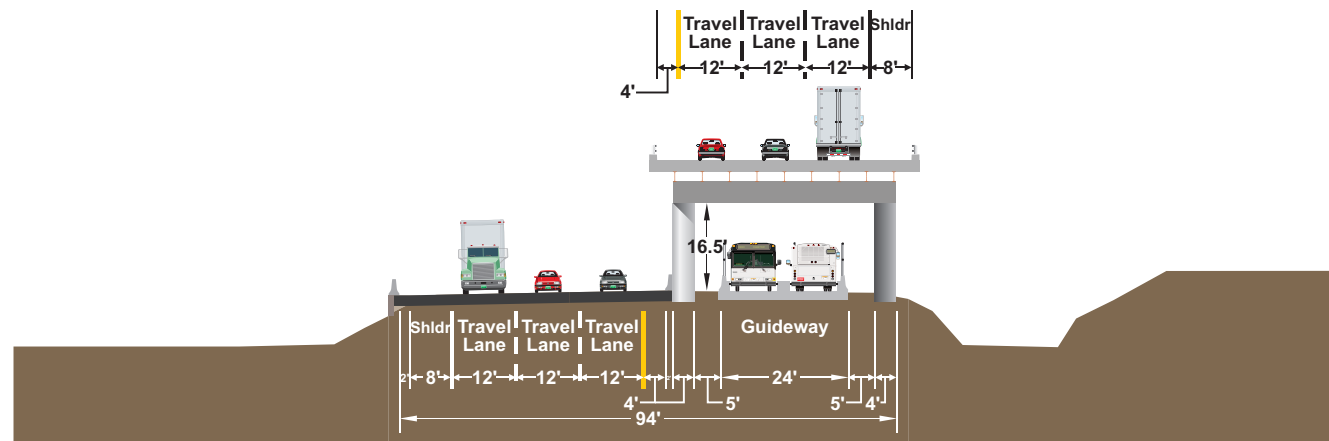 Travel Travel Travel Shldr
Lane Lane Lane
12' 12' 12' 8'
4'
16.5'
Shldr Travel Travel Travel Guideway
Lane Lane Lane
2' 8' 12' 12' 12' 24'
4' 5' 5' 4'
94'